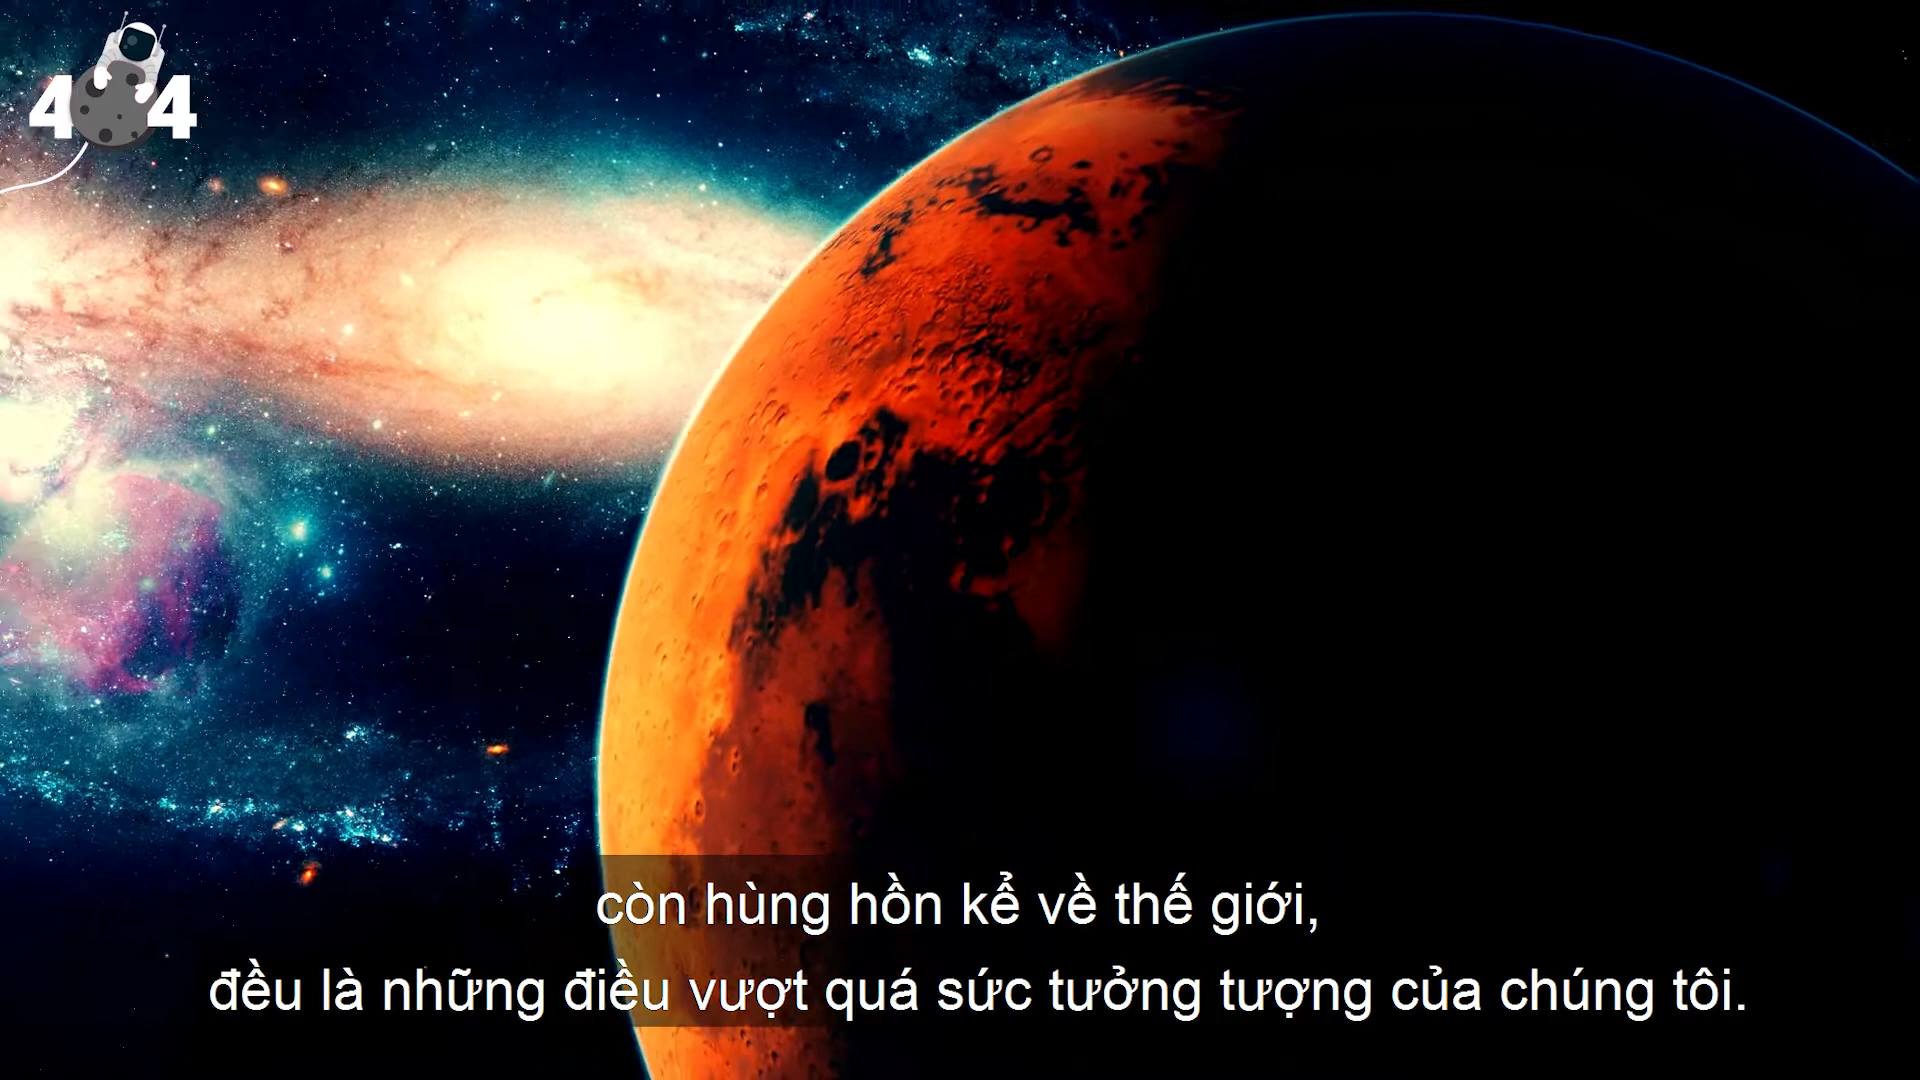 404
còn hùng hồn kể về thế giới,
đều là những điều vượt quá sức tưởng tượng của chúng tôi.